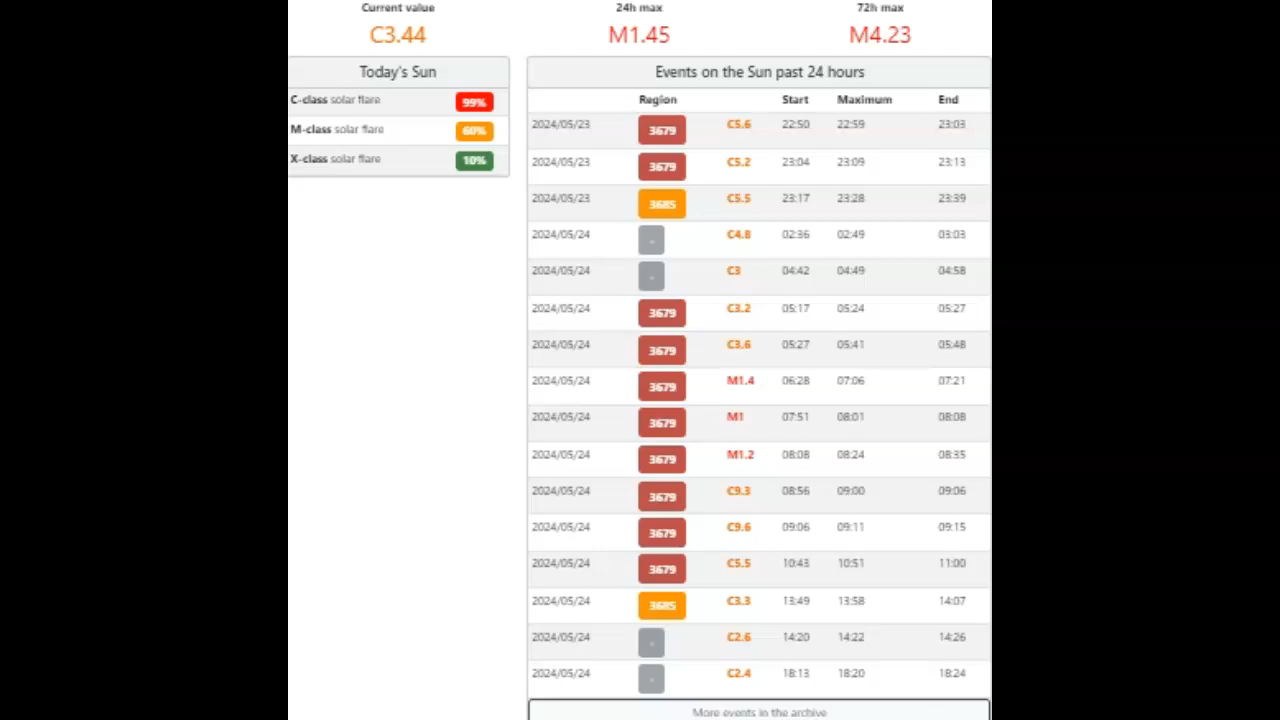 Current value 24h max 72h max
C3.44 M1.45 M4.23
Today's Sun
C-class solar flare 99%
M-class solar flare 60%
X-class solar flare 10%
Events on the Sun past 24 hours
Region Start Maximum End
2024/05/23 3679 C5.6 22:50 22:59 23:03
2024/05/23 3679 C5.2 23:04 23:09 23:13
2024/05/23 3685 C5.5 23:17 23:28 23:39
2024/05/24 - C4.8 02:36 02:49 03:03
2024/05/24 - C3 04:42 04:49 04:58
2024/05/24 3679 C3.2 05:17 05:24 05:27
2024/05/24 3679 C3.6 05:27 05:41 05:48
2024/05/24 3679 M1.4 06:28 07:06 07:21
2024/05/24 3679 M1 07:51 08:01 08:08
2024/05/24 3679 M1.2 08:08 08:24 08:35
2024/05/24 3679 C9.3 08:56 09:00 09:06
2024/05/24 3679 C9.6 09:06 09:11 09:15
2024/05/24 3679 C5.5 10:43 10:51 11:00
2024/05/24 3685 C3.3 13:49 13:58 14:07
2024/05/24 - C2.6 14:20 14:22 14:26
2024/05/24 - C2.4 18:13 18:20 18:24
More events in the archive